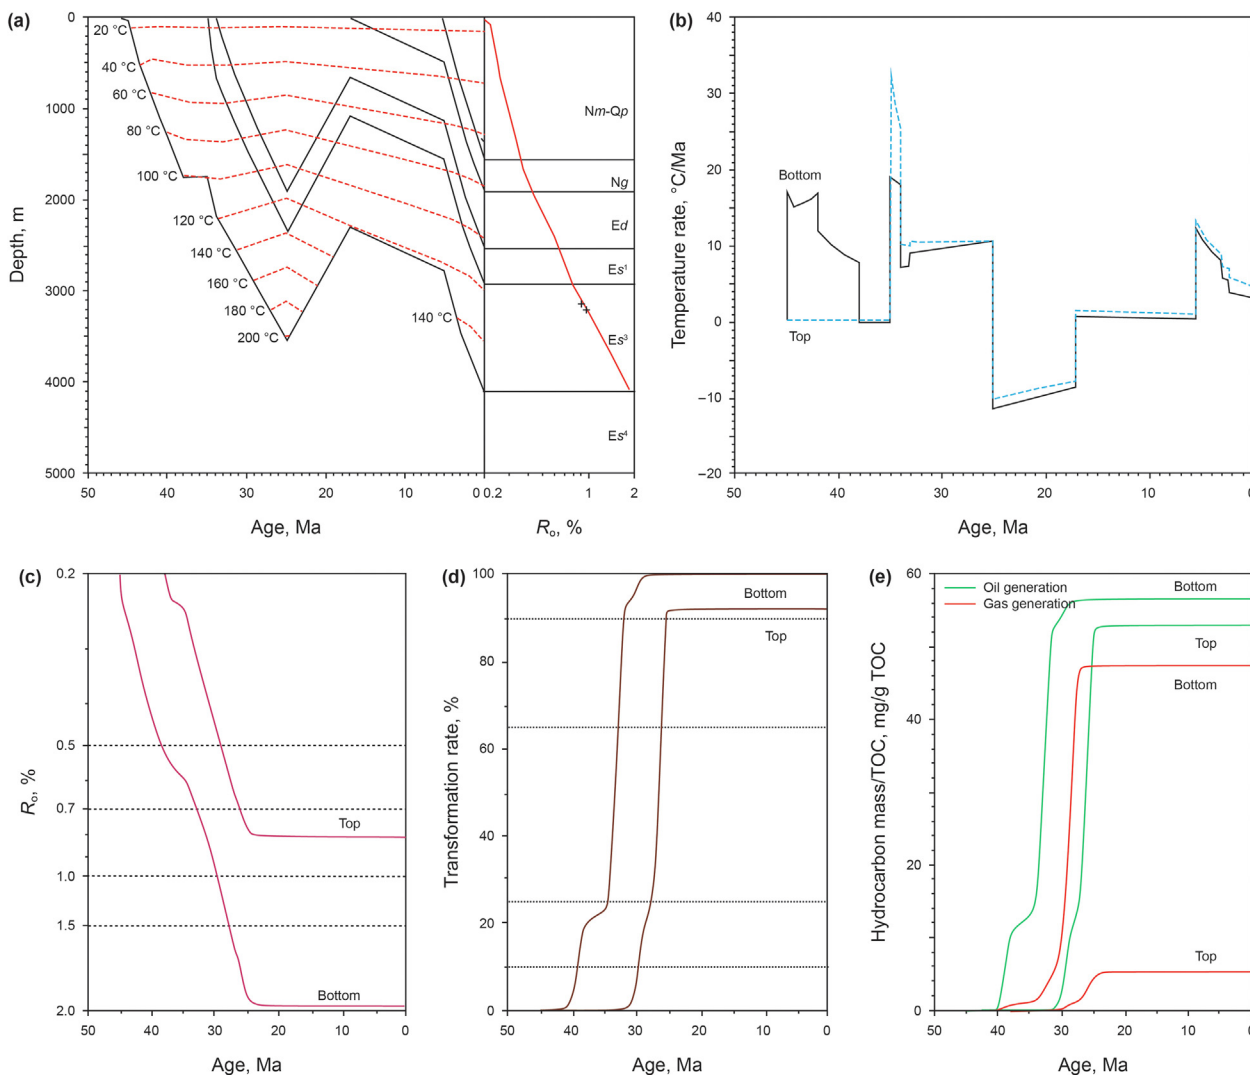 (a)
0
1000
2000
3000
4000
5000
Depth, m
20 °C
40 °C
60 °C
80 °C
100 °C
120 °C
140 °C
160 °C
180 °C
200 °C
140 °C
Nm-Qp
Ng
Ed
Es¹
Es³
Es⁴
50 40 30 20 10 0 0.2 1 2
Age, Ma
Rₒ, %
(b)
40
30
20
10
0
–10
–20
Temperature rate, °C/Ma
Bottom
Top
50 40 30 20 10 0
Age, Ma
(c)
0.2
0.5
0.7
1.0
1.5
2.0
Rₒ, %
Top
Bottom
50 40 30 20 10 0
Age, Ma
(d)
100
80
60
40
20
0
Transformation rate, %
Bottom
Top
50 40 30 20 10 0
Age, Ma
(e)
60
40
20
0
Hydrocarbon mass/TOC, mg/g TOC
Oil generation
Gas generation
Bottom
Top
Bottom
Top
50 40 30 20 10 0
Age, Ma